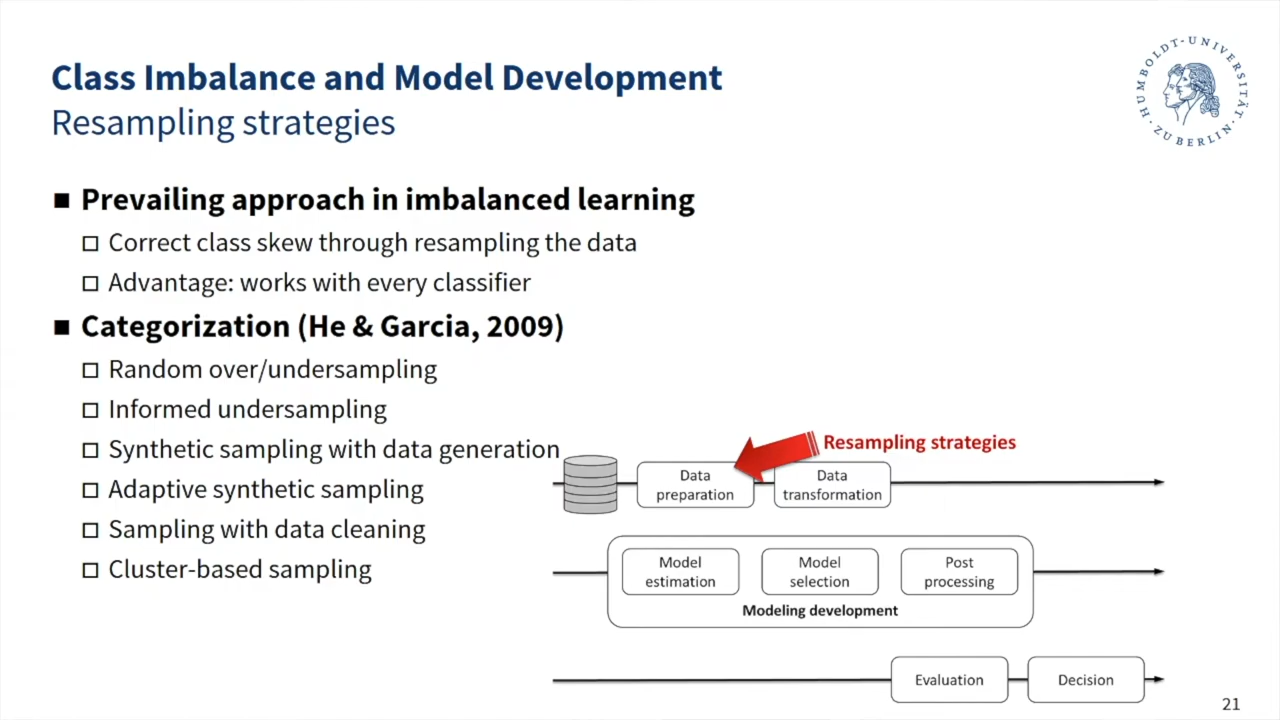 Class Imbalance and Model Development
Resampling strategies
HUMBOLDT-UNIVERSITÄT · ZU BERLIN ·
Prevailing approach in imbalanced learning
Correct class skew through resampling the data
Advantage: works with every classifier
Categorization (He & Garcia, 2009)
Random over/undersampling
Informed undersampling
Synthetic sampling with data generation
Adaptive synthetic sampling
Sampling with data cleaning
Cluster-based sampling
Resampling strategies
Data
preparation
Data
transformation
Model
estimation
Model
selection
Post
processing
Modeling development
Evaluation
Decision
21